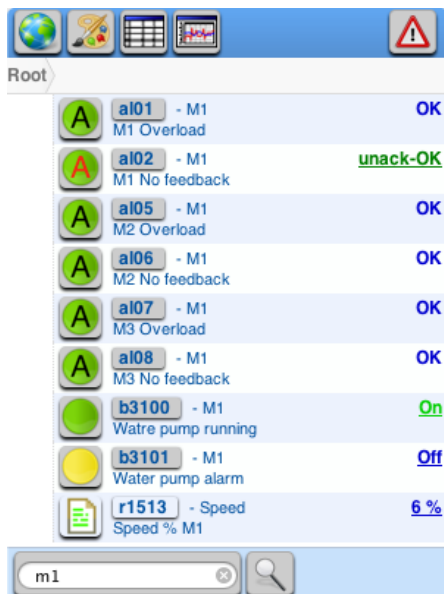 Root
A al01 - M1 OK
M1 Overload
A al02 - M1 unack-OK
M1 No feedback
A al05 - M1 OK
M2 Overload
A al06 - M1 OK
M2 No feedback
A al07 - M1 OK
M3 Overload
A al08 - M1 OK
M3 No feedback
b3100 - M1 On
Watre pump running
b3101 - M1 Off
Water pump alarm
r1513 - Speed 6 %
Speed % M1
m1